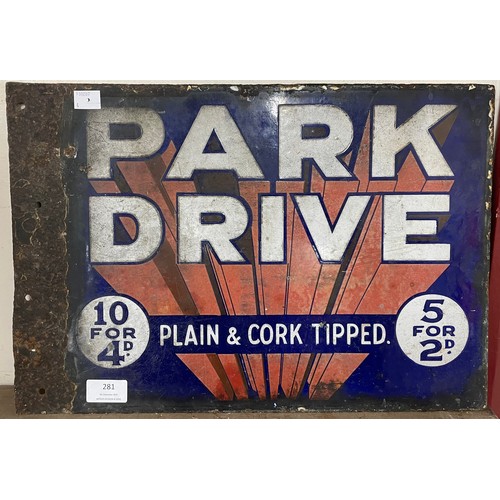 PARK
DRIVE
10
FOR
4D.
PLAIN & CORK TIPPED.
5
FOR
2D.
281